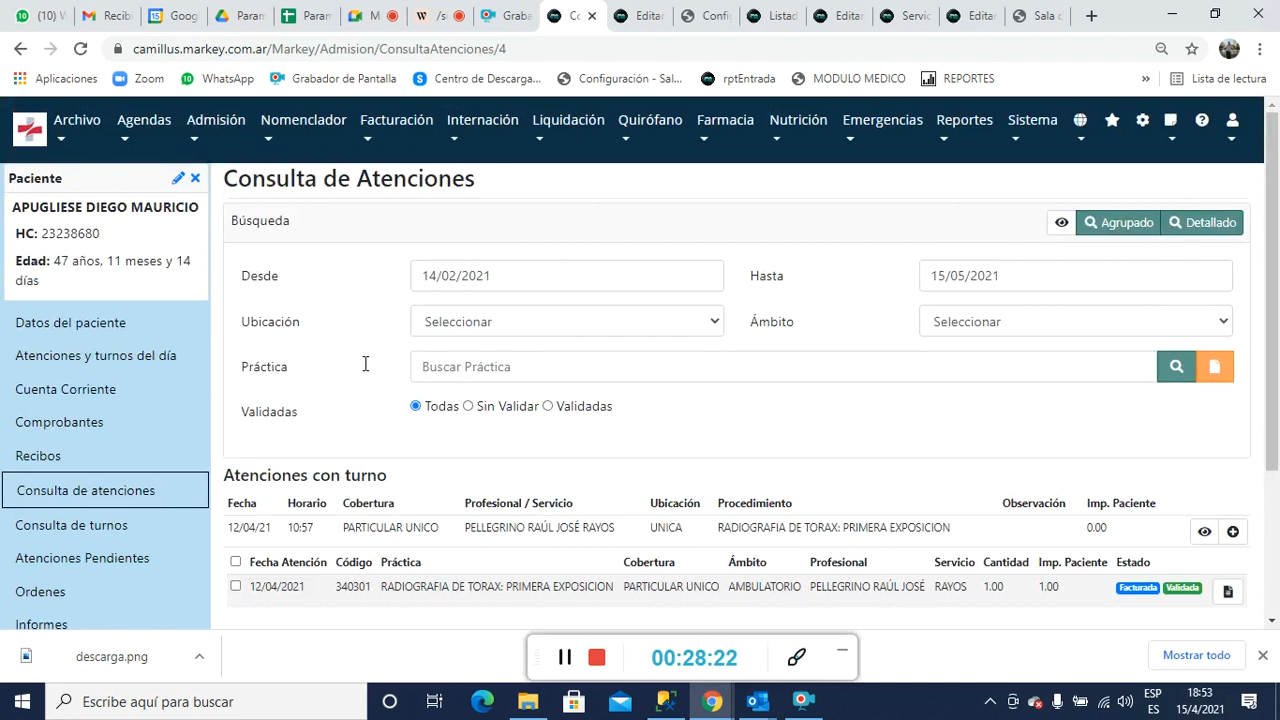 (10) W
Recib
Goog
Param
Param
M
/s
Graba
Co
Editar
Confi
Listad
Editar
Servic
Editar
Sala c
camillus.markey.com.ar/Markey/Admision/ConsultaAtenciones/4
Aplicaciones Zoom WhatsApp Grabador de Pantalla Centro de Descarga... Configuración - Sal... rptEntrada MODULO MEDICO REPORTES » Lista de lectura
Archivo Agendas Admisión Nomenclador Facturación Internación Liquidación Quirófano Farmacia Nutrición Emergencias Reportes Sistema
Paciente
APUGLIESE DIEGO MAURICIO
HC: 23238680
Edad: 47 años, 11 meses y 14
días
Datos del paciente
Atenciones y turnos del día
Cuenta Corriente
Comprobantes
Recibos
Consulta de atenciones
Consulta de turnos
Atenciones Pendientes
Ordenes
Informes
Consulta de Atenciones
Búsqueda Agrupado Detallado
Desde 14/02/2021 Hasta 15/05/2021
Ubicación Seleccionar Ámbito Seleccionar
Práctica Buscar Práctica
Validadas Todas Sin Validar Validadas
Atenciones con turno
Fecha Horario Cobertura Profesional / Servicio Ubicación Procedimiento Observación Imp. Paciente
12/04/21 10:57 PARTICULAR UNICO PELLEGRINO RAÚL JOSÉ RAYOS UNICA RADIOGRAFIA DE TORAX: PRIMERA EXPOSICION 0.00
Fecha Atención Código Práctica Cobertura Ámbito Profesional Servicio Cantidad Imp. Paciente Estado
12/04/2021 340301 RADIOGRAFIA DE TORAX: PRIMERA EXPOSICION PARTICULAR UNICO AMBULATORIO PELLEGRINO RAÚL JOSÉ RAYOS 1.00 1.00 Facturada Validada
descarga.png
00:28:22
Mostrar todo
Escribe aquí para buscar
ESP
ES
18:53
15/4/2021